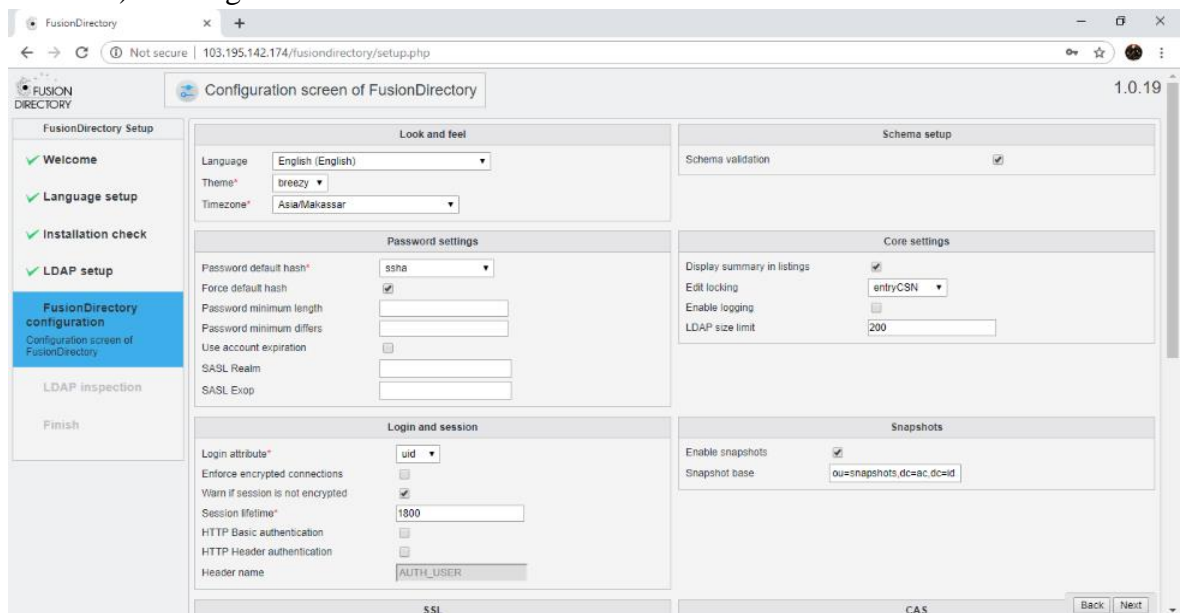 FusionDirectory
Not secure | 103.195.142.174/fusiondirectory/setup.php
FUSION
DIRECTORY
Configuration screen of FusionDirectory
1.0.19
FusionDirectory Setup
Welcome
Language setup
Installation check
LDAP setup
FusionDirectory
configuration
Configuration screen of
FusionDirectory
LDAP inspection
Finish
Look and feel
Language English (English)
Theme* breezy
Timezone* Asia/Makassar
Schema setup
Schema validation
Password settings
Password default hash* ssha
Force default hash
Password minimum length
Password minimum differs
Use account expiration
SASL Realm
SASL Exop
Core settings
Display summary in listings
Edit locking entryCSN
Enable logging
LDAP size limit 200
Login and session
Login attribute* uid
Enforce encrypted connections
Warn if session is not encrypted
Session lifetime* 1800
HTTP Basic authentication
HTTP Header authentication
Header name AUTH_USER
Snapshots
Enable snapshots
Snapshot base ou=snapshots,dc=ac,dc=id
SSL
CAS
Back Next